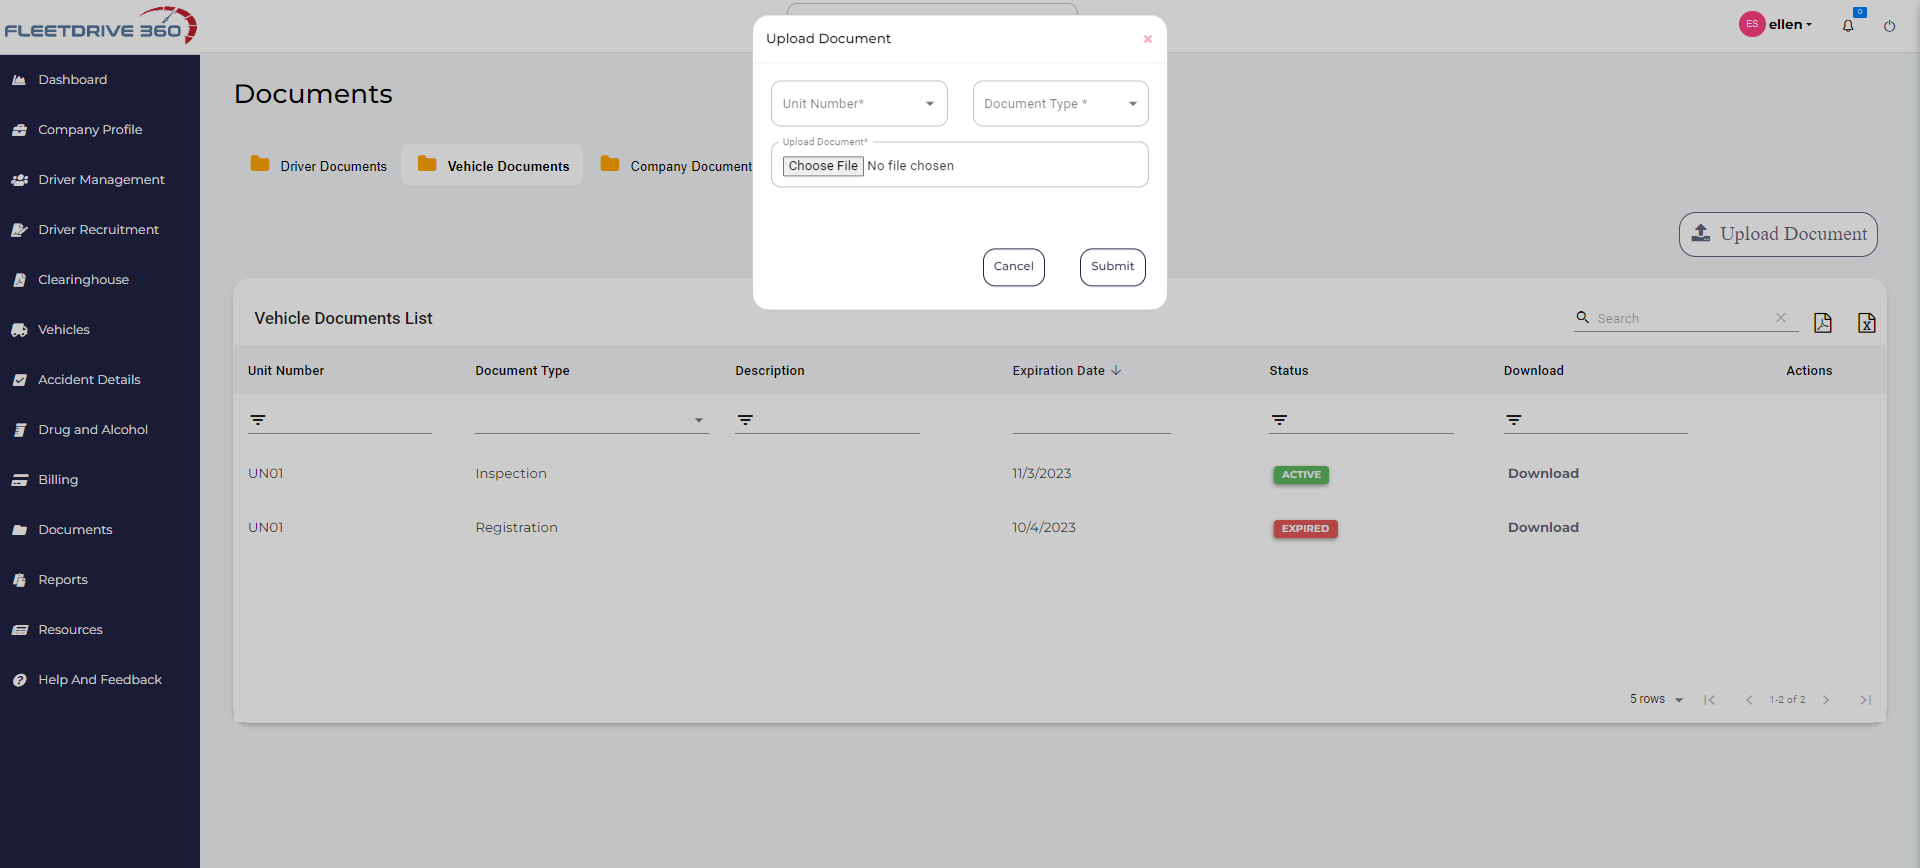 FLEETDRIVE 360
ES ellen
0
Dashboard
Company Profile
Driver Management
Driver Recruitment
Clearinghouse
Vehicles
Accident Details
Drug and Alcohol
Billing
Documents
Reports
Resources
Help And Feedback
Documents
Driver Documents
Vehicle Documents
Company Document
Upload Document
Upload Document
×
Unit Number*
Document Type *
Upload Document*
Choose File No file chosen
Cancel
Submit
Vehicle Documents List
Search
Unit Number Document Type Description Expiration Date Status Download Actions
UN01 Inspection 11/3/2023 ACTIVE Download
UN01 Registration 10/4/2023 EXPIRED Download
5 rows 1-2 of 2